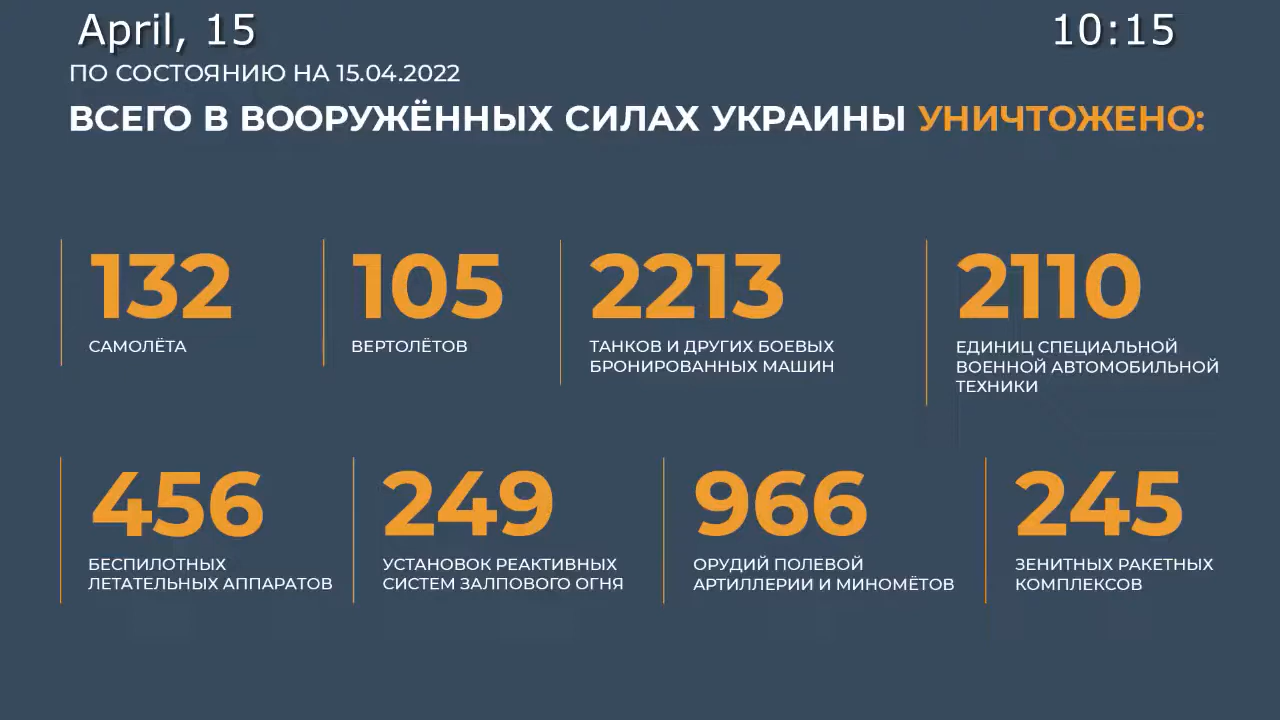 April, 15
10:15
ПО СОСТОЯНИЮ НА 15.04.2022
ВСЕГО В ВООРУЖЁННЫХ СИЛАХ УКРАИНЫ УНИЧТОЖЕНО:
132
САМОЛЁТА
105
ВЕРТОЛЁТОВ
2213
ТАНКОВ И ДРУГИХ БОЕВЫХ
БРОНИРОВАННЫХ МАШИН
2110
ЕДИНИЦ СПЕЦИАЛЬНОЙ
ВОЕННОЙ АВТОМОБИЛЬНОЙ
ТЕХНИКИ
456
БЕСПИЛОТНЫХ
ЛЕТАТЕЛЬНЫХ АППАРАТОВ
249
УСТАНОВОК РЕАКТИВНЫХ
СИСТЕМ ЗАЛПОВОГО ОГНЯ
966
ОРУДИЙ ПОЛЕВОЙ
АРТИЛЛЕРИИ И МИНОМЁТОВ
245
ЗЕНИТНЫХ РАКЕТНЫХ
КОМПЛЕКСОВ